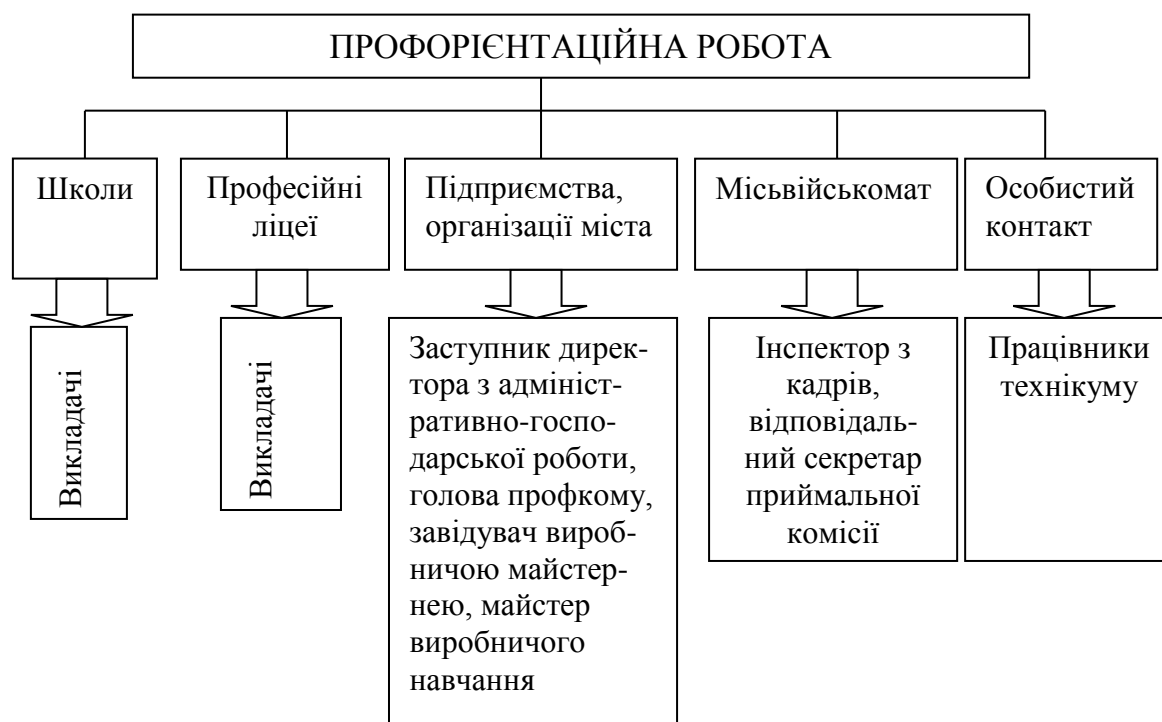 ПРОФОРІЄНТАЦІЙНА РОБОТА
Школи
Професійні
ліцеї
Підприємства,
організації міста
Місьвійськомат
Особистий
контакт
Викладачі
Викладачі
Заступник дирек-
тора з адмініст-
ративно-госпо-
дарської роботи,
голова профкому,
завідувач вироб-
ничою майстер-
нею, майстер
виробничого
навчання
Інспектор з
кадрів,
відповідаль-
ний секретар
приймальної
комісії
Працівники
технікуму